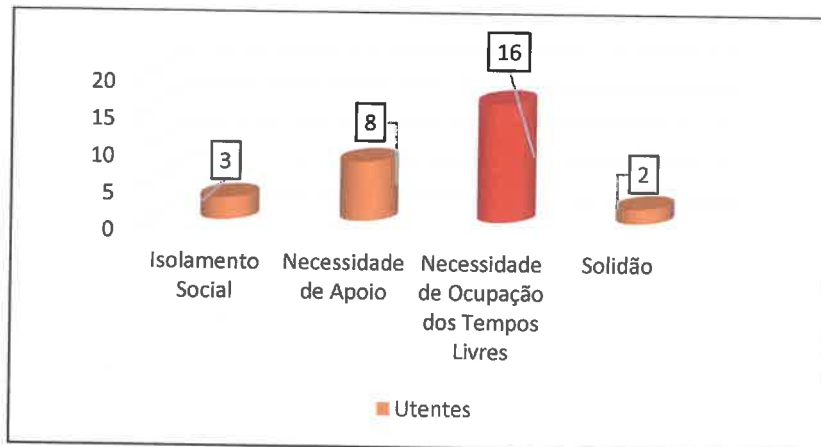 16
20
15
8
10
3
2
5
0
Isolamento
Social
Necessidade
de Apoio
Necessidade
de Ocupação
dos Tempos
Livres
Solidão
Utentes